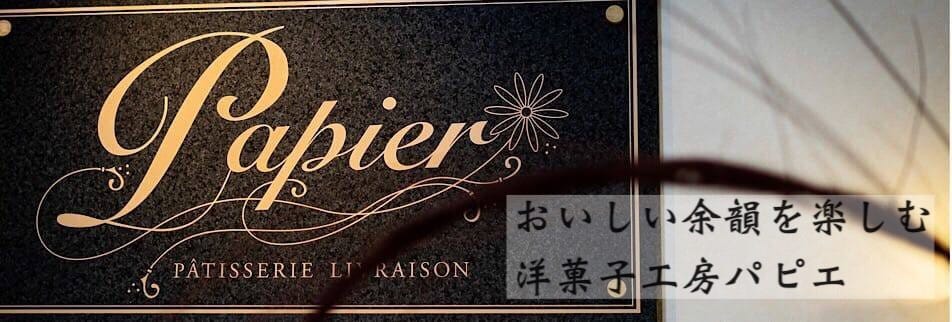 Papier
PÂTISSERIE LIVRAISON
おいしい余韻を楽しむ
洋菓子工房パピエ